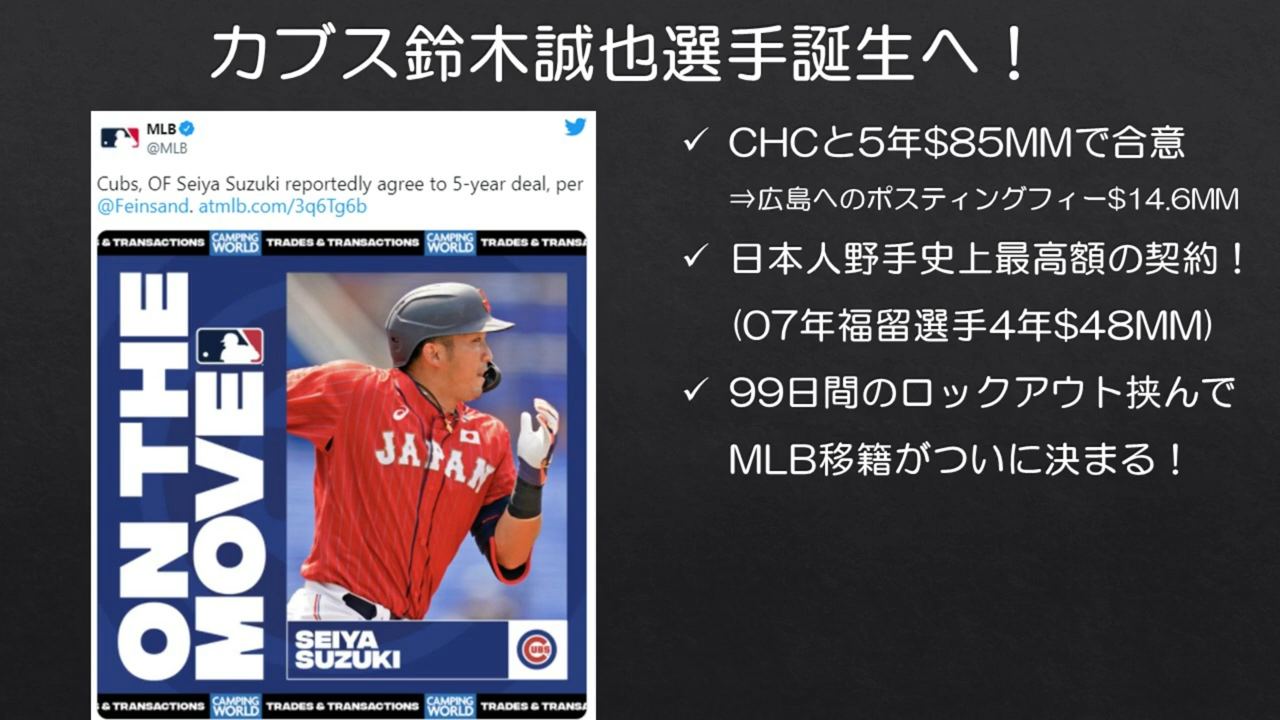 カブス鈴木誠也選手誕生へ！
MLB
@MLB
Cubs, OF Seiya Suzuki reportedly agree to 5-year deal, per
@Feinsand. atmlb.com/3q6Tg6b
& TRANSACTIONS CAMPING WORLD TRADES & TRANSACTIONS CAMPING WORLD TRADES & TRANSA
ON THE
MOVE
JAPAN
SEIYA
SUZUKI
CUBS
& TRANSACTIONS CAMPING WORLD TRADES & TRANSACTIONS CAMPING WORLD TRADES & TRANSA
✓ CHCと5年$85MMで合意
⇒広島へのポスティングフィー$14.6MM
✓ 日本人野手史上最高額の契約！
(07年福留選手4年$48MM)
✓ 99日間のロックアウト挟んで
MLB移籍がついに決まる！